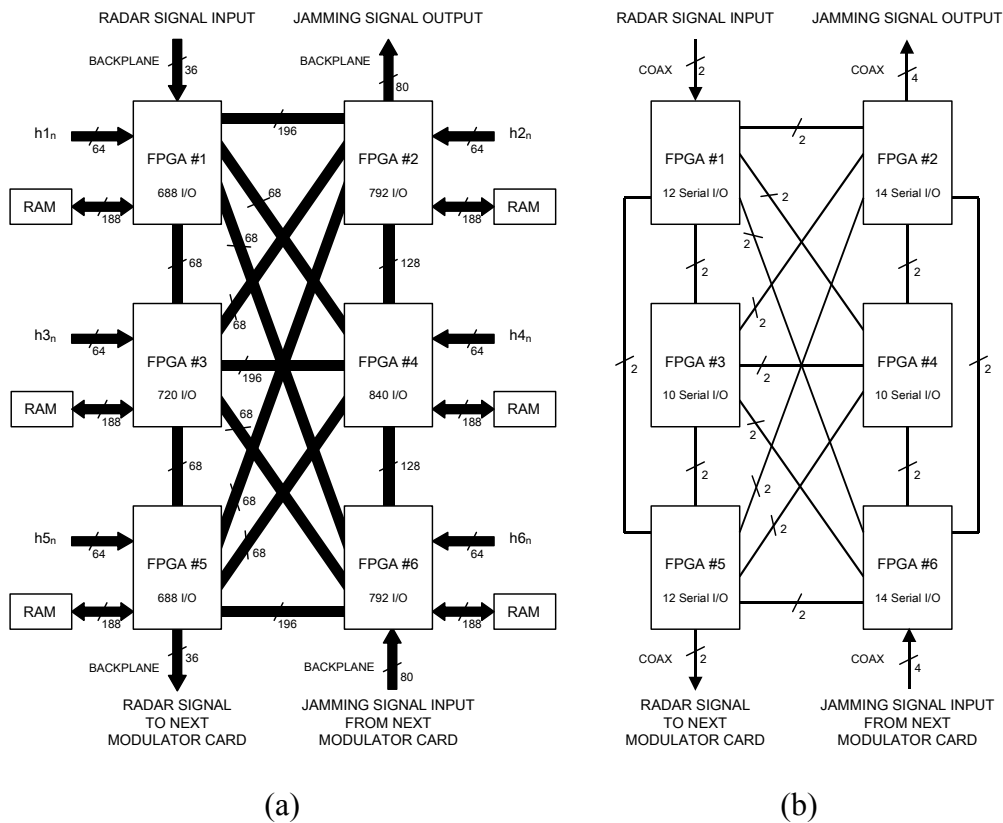 RADAR SIGNAL INPUT
JAMMING SIGNAL OUTPUT
BACKPLANE
36
BACKPLANE
80
h1n
64
FPGA #1
688 I/O
RAM
188
196
FPGA #2
792 I/O
h2n
64
RAM
188
68
68
68
128
68
h3n
64
FPGA #3
720 I/O
RAM
188
196
FPGA #4
840 I/O
h4n
64
RAM
188
68
68
128
68
68
h5n
64
FPGA #5
688 I/O
RAM
188
196
FPGA #6
792 I/O
h6n
64
RAM
188
BACKPLANE
36
BACKPLANE
80
RADAR SIGNAL
TO NEXT
MODULATOR CARD
JAMMING SIGNAL INPUT
FROM NEXT
MODULATOR CARD
(a)
RADAR SIGNAL INPUT
JAMMING SIGNAL OUTPUT
COAX
2
COAX
4
FPGA #1
12 Serial I/O
2
FPGA #2
14 Serial I/O
2
2
2
2
2
FPGA #3
10 Serial I/O
2
FPGA #4
10 Serial I/O
2
2
2
2
2
2
2
FPGA #5
12 Serial I/O
2
FPGA #6
14 Serial I/O
COAX
2
COAX
4
RADAR SIGNAL
TO NEXT
MODULATOR CARD
JAMMING SIGNAL INPUT
FROM NEXT
MODULATOR CARD
(b)